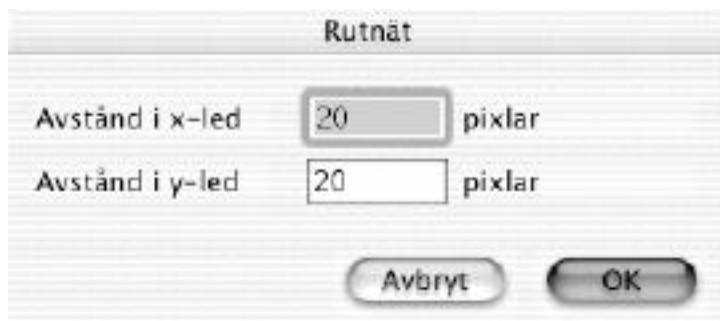 Rutnät
Avstånd i x-led 20 pixlar
Avstånd i y-led 20 pixlar
Avbryt OK